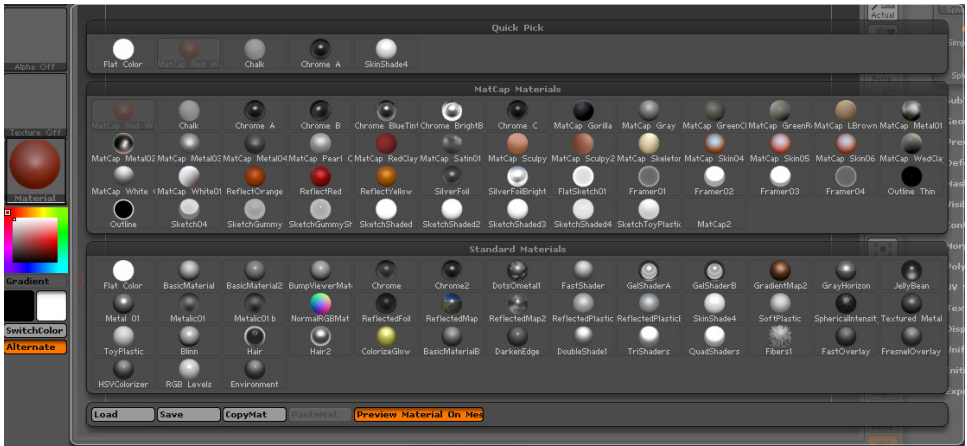 Actual
Quick Pick
Flat Color MatCap Red W Chalk Chrome A SkinShade4
Alpha Off
MatCap Materials
MatCap Red W Chalk Chrome A Chrome B Chrome BlueTint Chrome BrightB Chrome C MatCap Gorilla MatCap Gray MatCap GreenCl MatCap GreenR MatCap LBrown MatCap Metal01
Texture Off
MatCap Metal02 MatCap Metal03 MatCap Metal04 MatCap Pearl C MatCap RedClay MatCap Satin01 MatCap Sculpy MatCap Sculpy2 MatCap Skeleton MatCap Skin04 MatCap Skin05 MatCap Skin06 MatCap WedCla
MatCap White C MatCap White01 ReflectOrange ReflectRed ReflectYellow SilverFoil SilverFoilBright FlatSketch01 Framer01 Framer02 Framer03 Framer04 Outline Thin
Material
Outline Sketch04 SketchGummy SketchGummySh SketchShaded SketchShaded2 SketchShaded3 SketchShaded4 SketchToyPlastic MatCap2
Standard Materials
Flat Color BasicMaterial BasicMaterial2 BumpViewerMat Chrome Chrome2 DotsOmetal1 FastShader GelShaderA GelShaderB GradientMap2 GrayHorizon JellyBean
Gradient
Metal 01 Metalic01 Metalic01 b NormalRGBMat ReflectedFoil ReflectedMap ReflectedMap2 ReflectedPlastic ReflectedPlasticB SkinShade4 SoftPlastic SphericalIntensit Textured Metal
SwitchColor
Alternate
ToyPlastic Blinn Hair Hair2 ColorizeGlow BasicMaterialB DarkenEdge DoubleShade1 TriShaders QuadShaders Fibers1 FastOverlay FresnelOverlay
HSVColorizer RGB Levels Environment
Load Save CopyMat PasteMat Preview Material On Mes